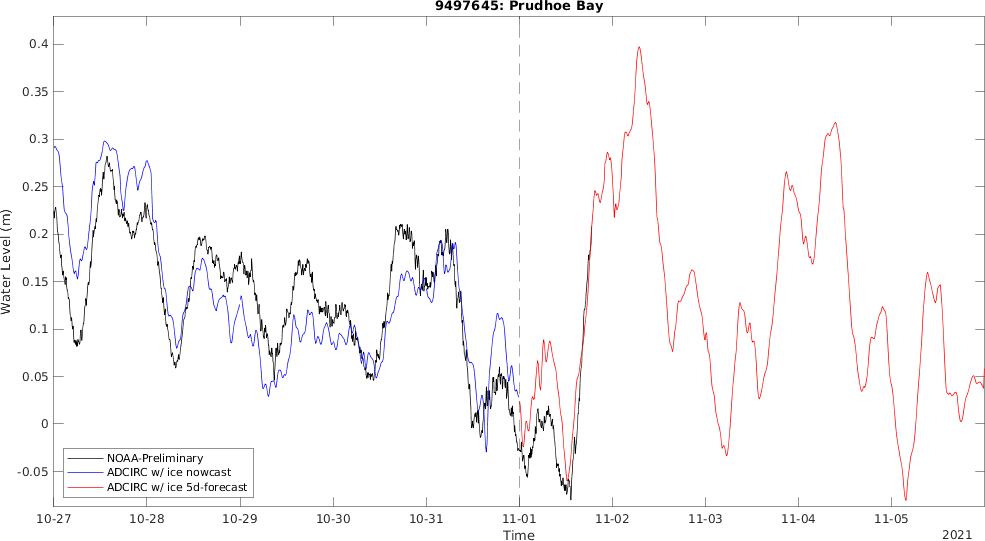 9497645: Prudhoe Bay
Water Level (m)
0.4
0.35
0.3
0.25
0.2
0.15
0.1
0.05
0
-0.05
NOAA-Preliminary
ADCIRC w/ ice nowcast
ADCIRC w/ ice 5d-forecast
10-27 10-28 10-29 10-30 10-31 11-01 11-02 11-03 11-04 11-05
Time
2021